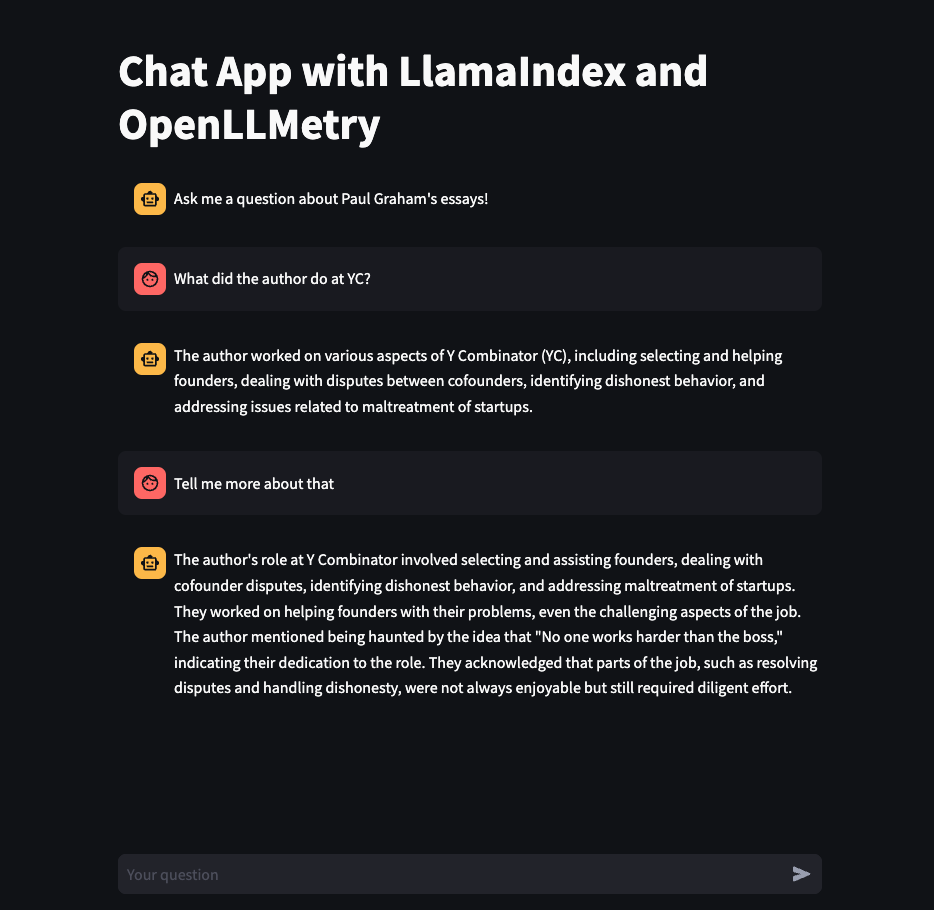 Chat App with LlamaIndex and
OpenLLMetry
Ask me a question about Paul Graham's essays!
What did the author do at YC?
The author worked on various aspects of Y Combinator (YC), including selecting and helping
founders, dealing with disputes between cofounders, identifying dishonest behavior, and
addressing issues related to maltreatment of startups.
Tell me more about that
The author's role at Y Combinator involved selecting and assisting founders, dealing with
cofounder disputes, identifying dishonest behavior, and addressing maltreatment of startups.
They worked on helping founders with their problems, even the challenging aspects of the job.
The author mentioned being haunted by the idea that "No one works harder than the boss,"
indicating their dedication to the role. They acknowledged that parts of the job, such as resolving
disputes and handling dishonesty, were not always enjoyable but still required diligent effort.
Your question